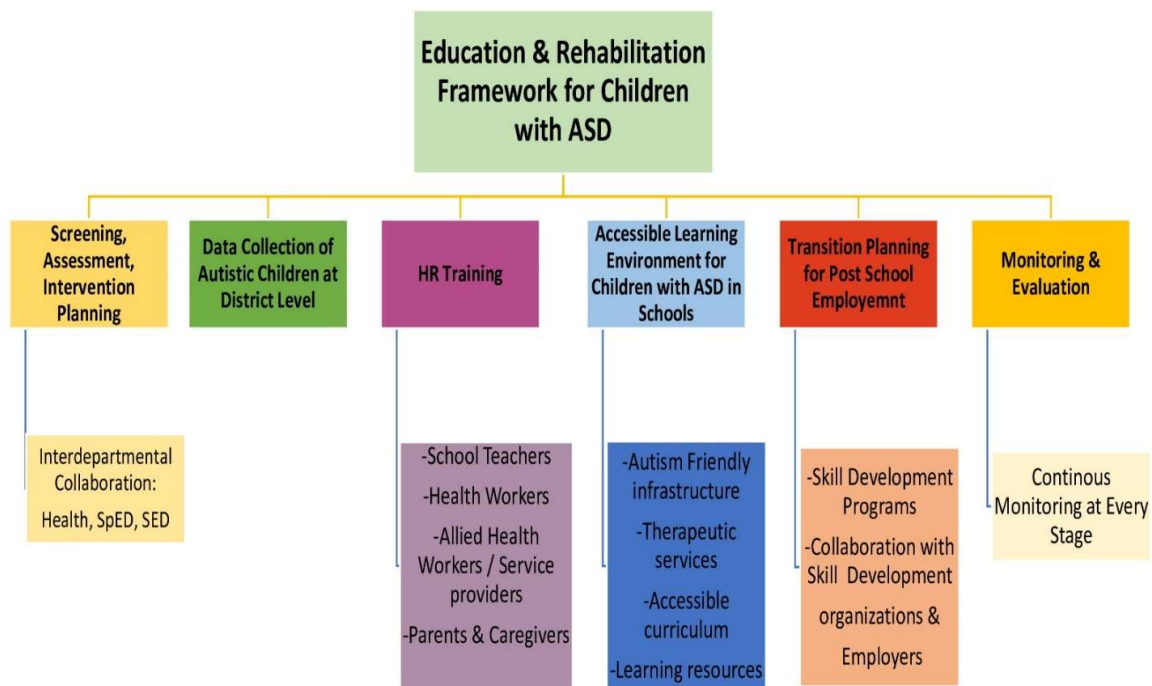 Education & Rehabilitation
Framework for Children
with ASD
Screening,
Assessment,
Intervention
Planning
Data Collection of
Autistic Children at
District Level
HR Training
Accessible Learning
Environment for
Children with ASD in
Schools
Transition Planning
for Post School
Employemnt
Monitoring &
Evaluation
Interdepartmental
Collaboration:
Health, SpED, SED
-School Teachers
-Health Workers
-Allied Health
Workers / Service
providers
-Parents & Caregivers
-Autism Friendly
infrastructure
-Therapeutic
services
-Accessible
curriculum
-Learning resources
-Skill Development
Programs
-Collaboration with
Skill Development
organizations &
Employers
Continous
Monitoring at Every
Stage